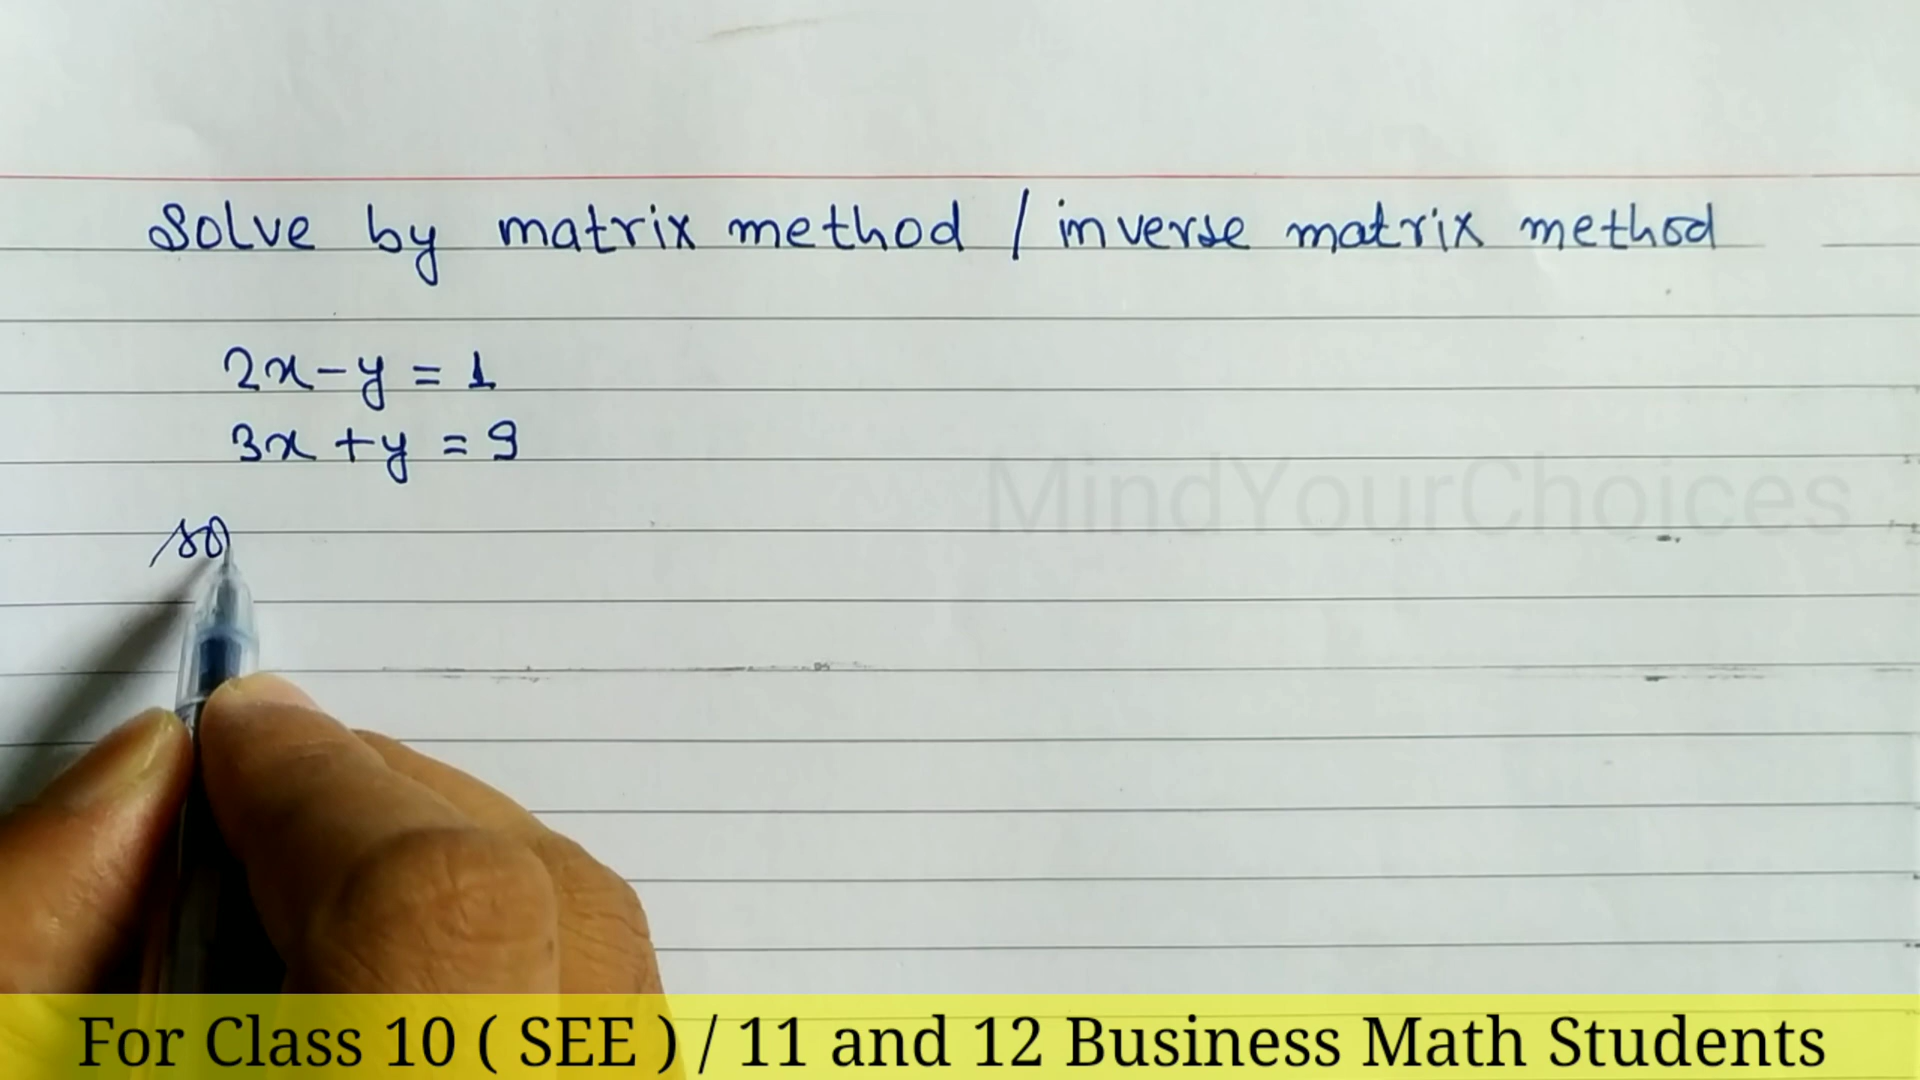 Solve by matrix method / inverse matrix method
2x - y = 1
3x + y = 9
MindYourChoices
so
For Class 10 ( SEE ) / 11 and 12 Business Math Students